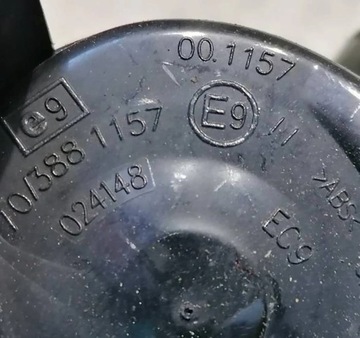 00.1157
e9
E9 II
70/388 1157
>ABS<
024148
EC9